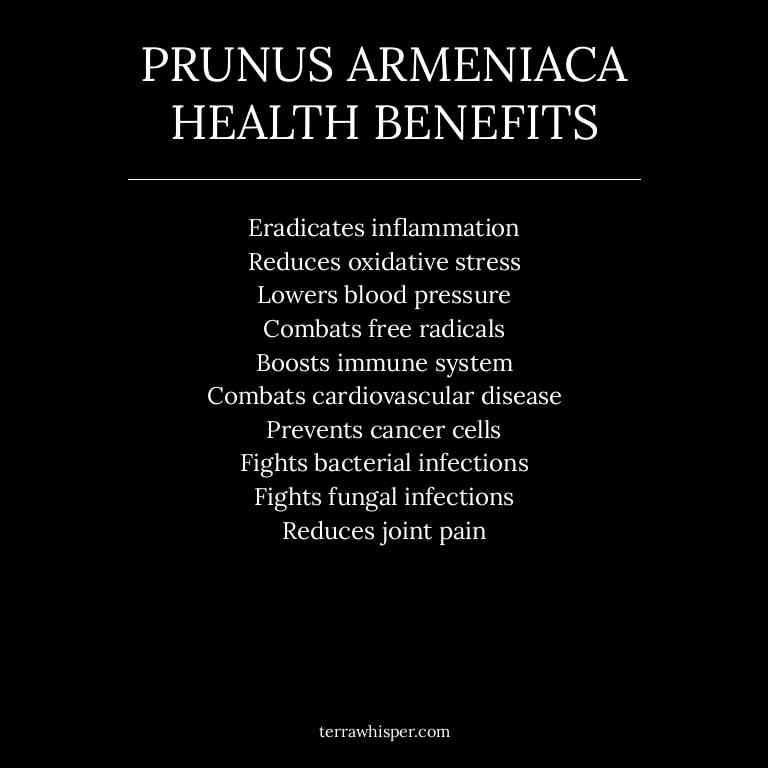 PRUNUS ARMENIACA
HEALTH BENEFITS
Eradicates inflammation
Reduces oxidative stress
Lowers blood pressure
Combats free radicals
Boosts immune system
Combats cardiovascular disease
Prevents cancer cells
Fights bacterial infections
Fights fungal infections
Reduces joint pain
terrawhisper.com